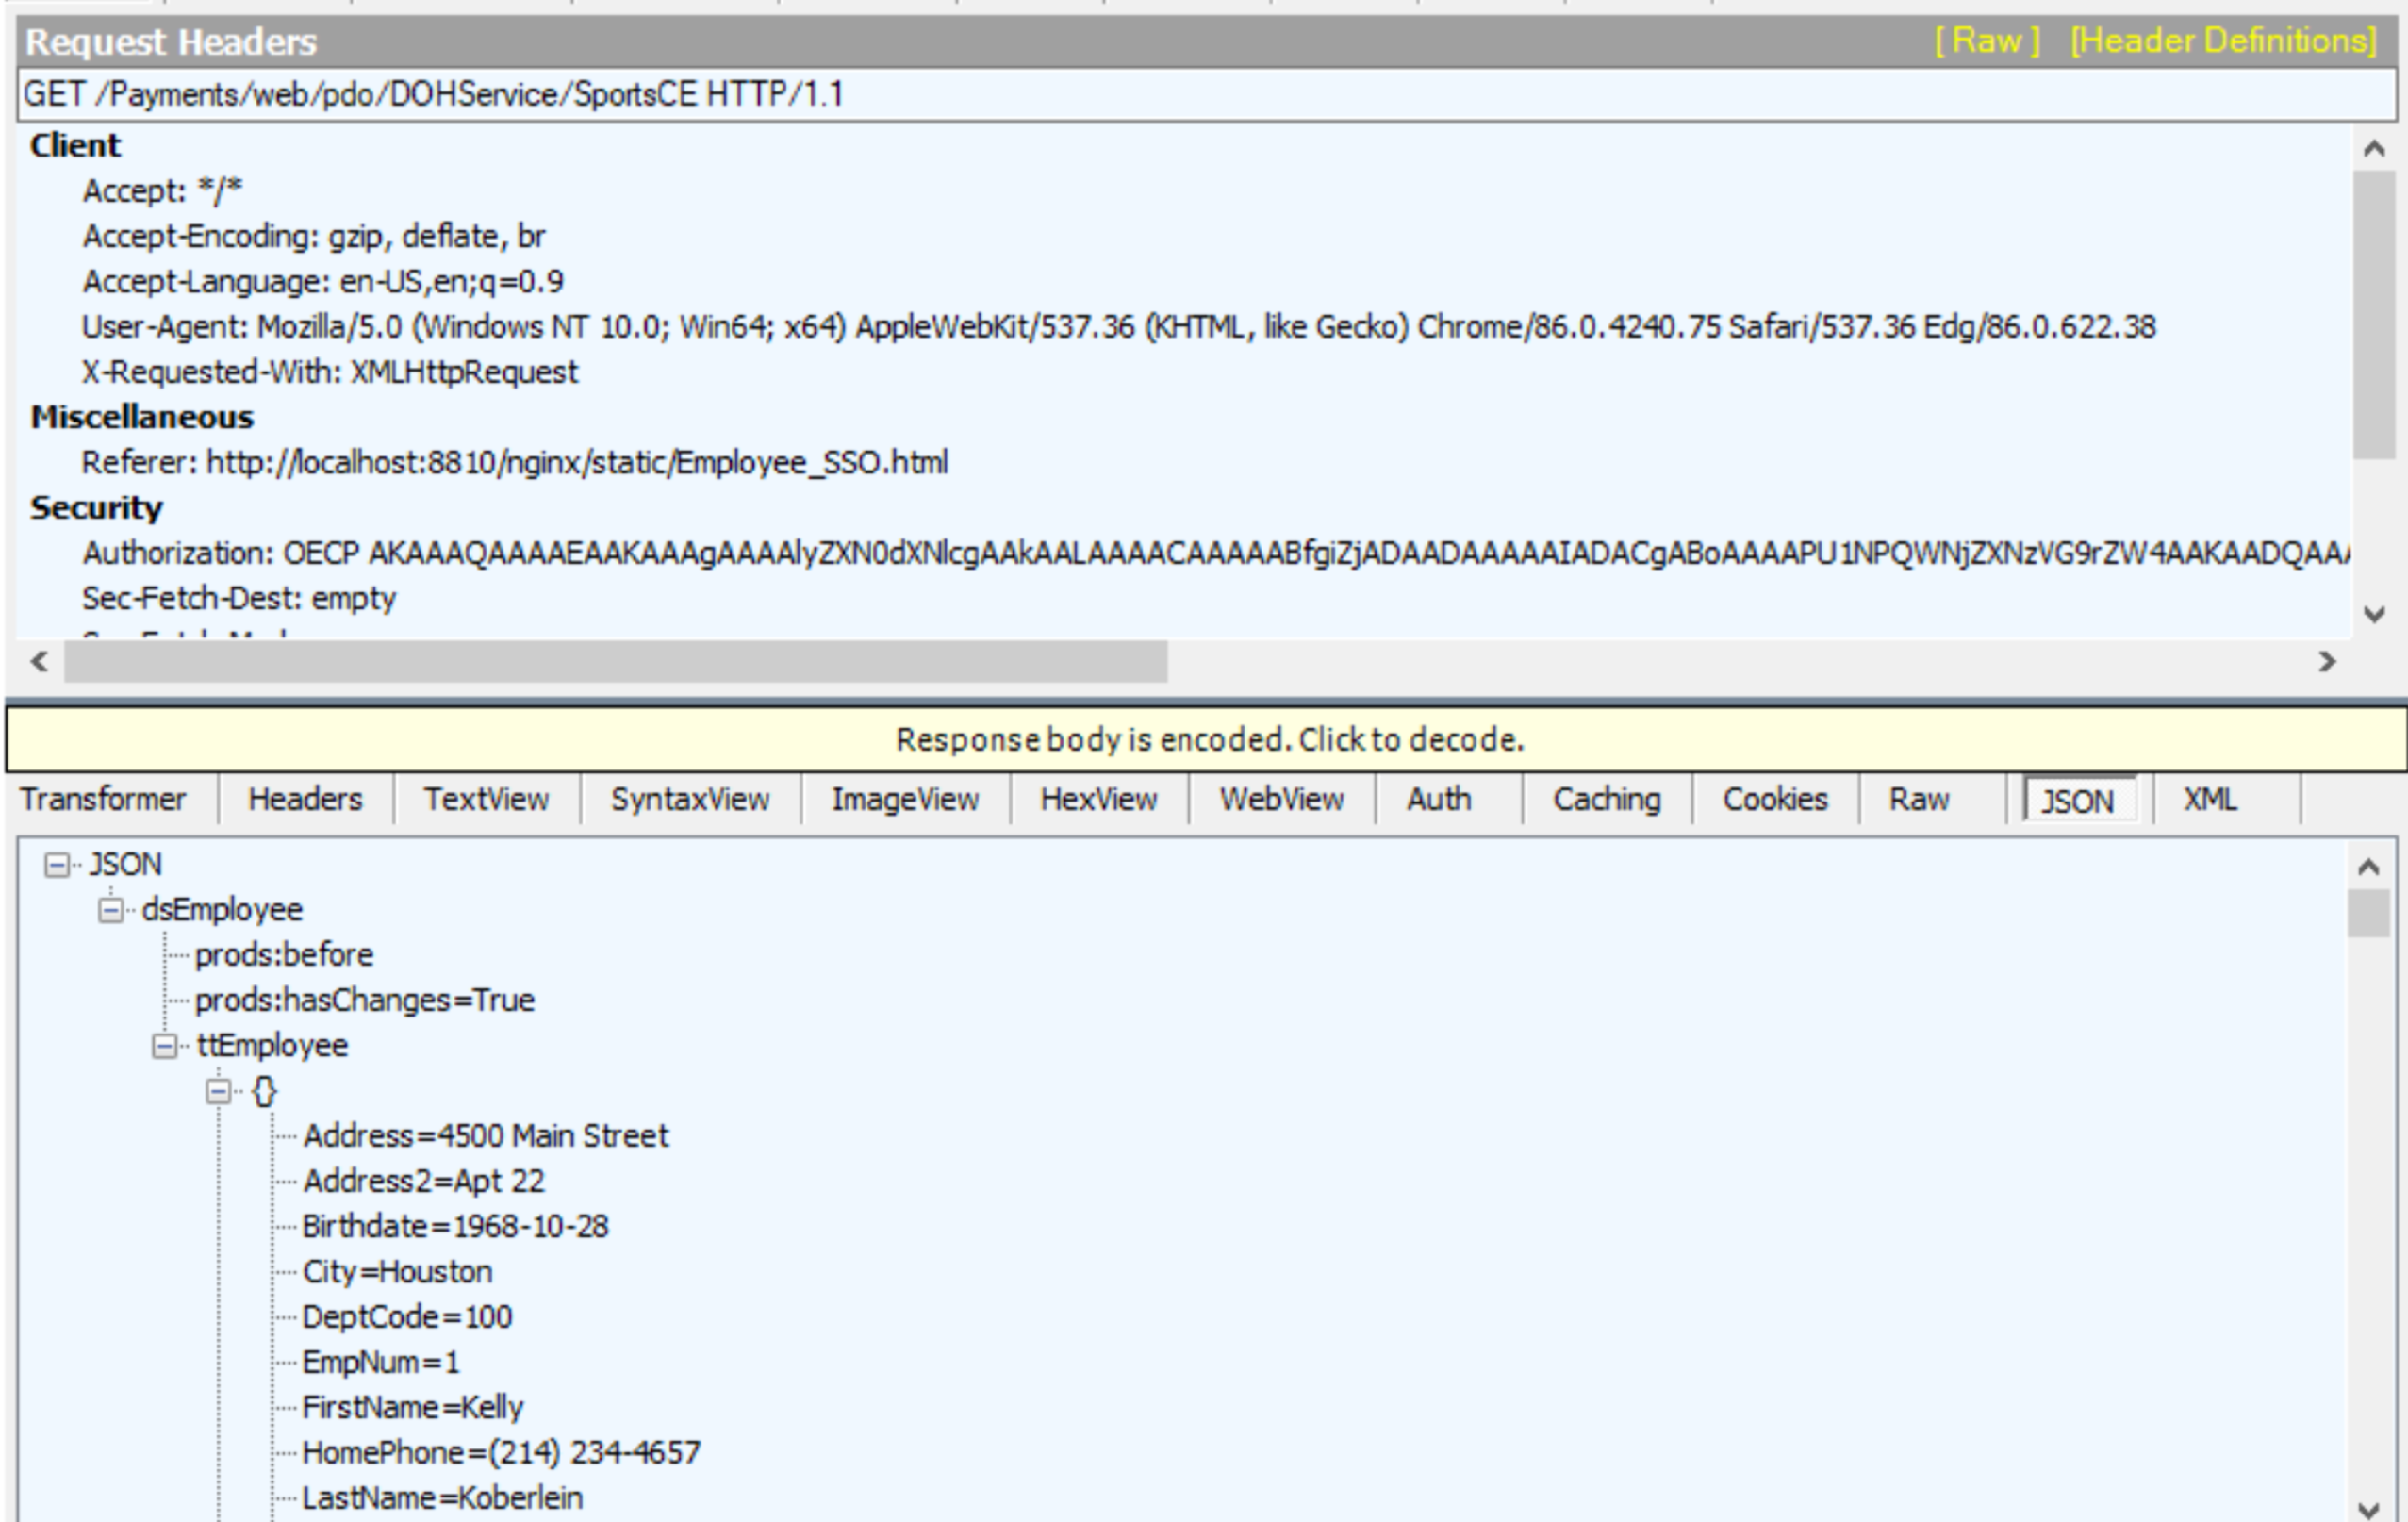 Request Headers [ Raw ] [Header Definitions]
GET /Payments/web/pdo/DOHService/SportsCE HTTP/1.1
Client
Accept: */*
Accept-Encoding: gzip, deflate, br
Accept-Language: en-US,en;q=0.9
User-Agent: Mozilla/5.0 (Windows NT 10.0; Win64; x64) AppleWebKit/537.36 (KHTML, like Gecko) Chrome/86.0.4240.75 Safari/537.36 Edg/86.0.622.38
X-Requested-With: XMLHttpRequest
Miscellaneous
Referer: http://localhost:8810/nginx/static/Employee_SSO.html
Security
Authorization: OECP
Sec-Fetch-Dest: empty
Response body is encoded. Click to decode.
Transformer Headers TextView SyntaxView ImageView HexView WebView Auth Caching Cookies Raw JSON XML
JSON
dsEmployee
prods:before
prods:hasChanges=True
ttEmployee
{}
Address=4500 Main Street
Address2=Apt 22
Birthdate=1968-10-28
City=Houston
DeptCode=100
EmpNum=1
FirstName=Kelly
HomePhone=(214) 234-4657
LastName=Koberlein